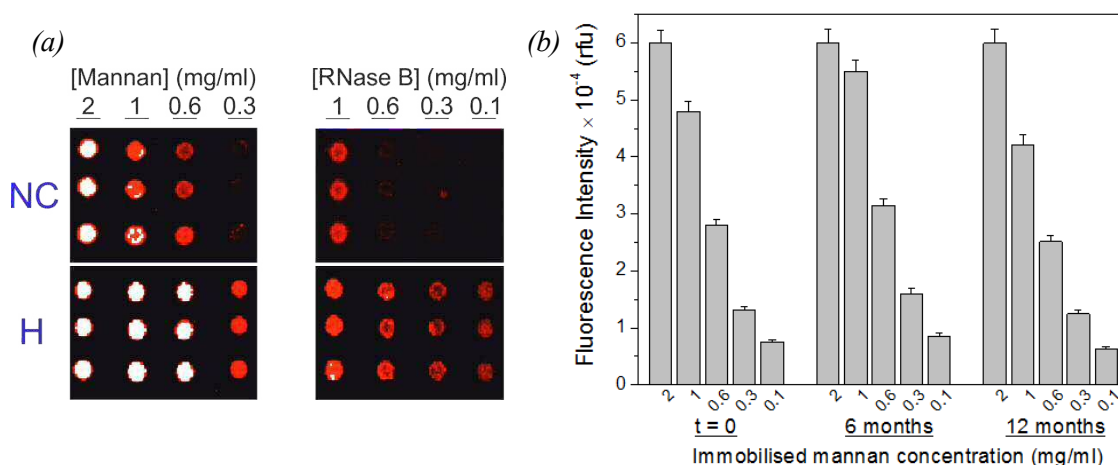 (a)
[Mannan] (mg/ml)
2 1 0.6 0.3
[RNase B] (mg/ml)
1 0.6 0.3 0.1
NC
H
(b)
Fluorescence Intensity × 10⁻⁴ (rfu)
6
5
4
3
2
1
0
2 1 0.6 0.3 0.1 2 1 0.6 0.3 0.1 2 1 0.6 0.3 0.1
t = 0 6 months 12 months
Immobilised mannan concentration (mg/ml)